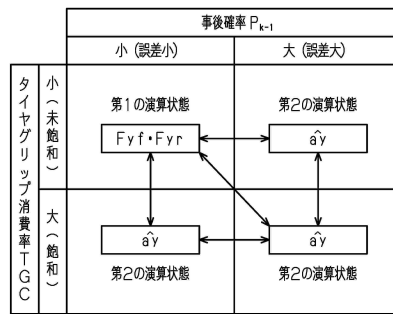 事後確率 Pk-1
小（誤差小）
大（誤差大）
タイヤグリップ消費率TGC
小（未飽和）
第1の演算状態
Fyf・Fyr
第2の演算状態
ây
大（飽和）
ây
第2の演算状態
ây
第2の演算状態